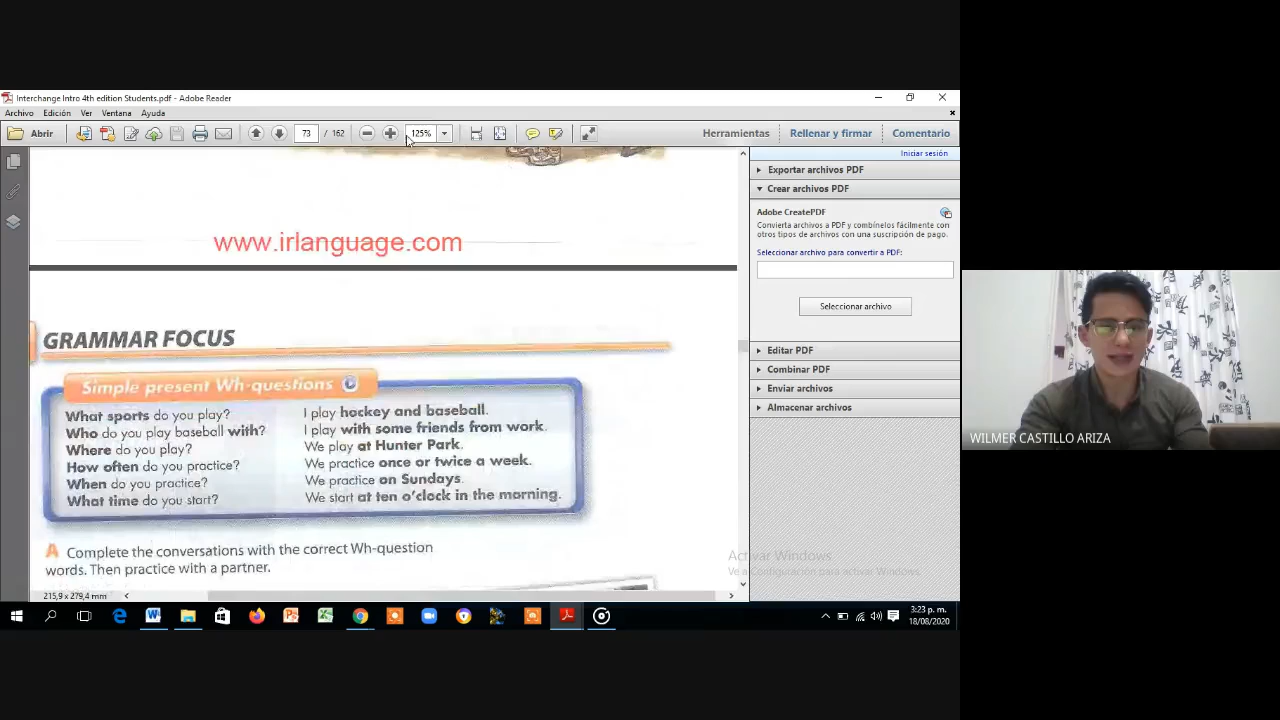 Interchange Intro 4th edition Students.pdf - Adobe Reader
Archivo Edición Ver Ventana Ayuda
Abrir 73 / 162 125% Herramientas Rellenar y firmar Comentario
Iniciar sesión
Exportar archivos PDF
Crear archivos PDF
Adobe CreatePDF
Convierta archivos a PDF y combínelos fácilmente con
otros tipos de archivos con una suscripción de pago.
Seleccionar archivo para convertir a PDF:
Seleccionar archivo
Editar PDF
Combinar PDF
Enviar archivos
Almacenar archivos
www.irlanguage.com
GRAMMAR FOCUS
Simple present Wh-questions
What sports do you play? I play hockey and baseball.
Who do you play baseball with? I play with some friends from work.
Where do you play? We play at Hunter Park.
How often do you practice? We practice once or twice a week.
When do you practice? We practice on Sundays.
What time do you start? We start at ten o'clock in the morning.
A Complete the conversations with the correct Wh-question
words. Then practice with a partner.
Activar Windows
Ve a Configuración para activar Windows.
215,9 x 279,4 mm
3:23 p. m.
18/08/2020
WILMER CASTILLO ARIZA